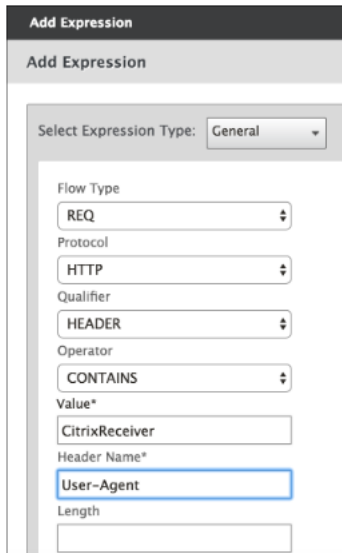 Add Expression
Add Expression
Select Expression Type: General
Flow Type
REQ
Protocol
HTTP
Qualifier
HEADER
Operator
CONTAINS
Value*
CitrixReceiver
Header Name*
User-Agent
Length